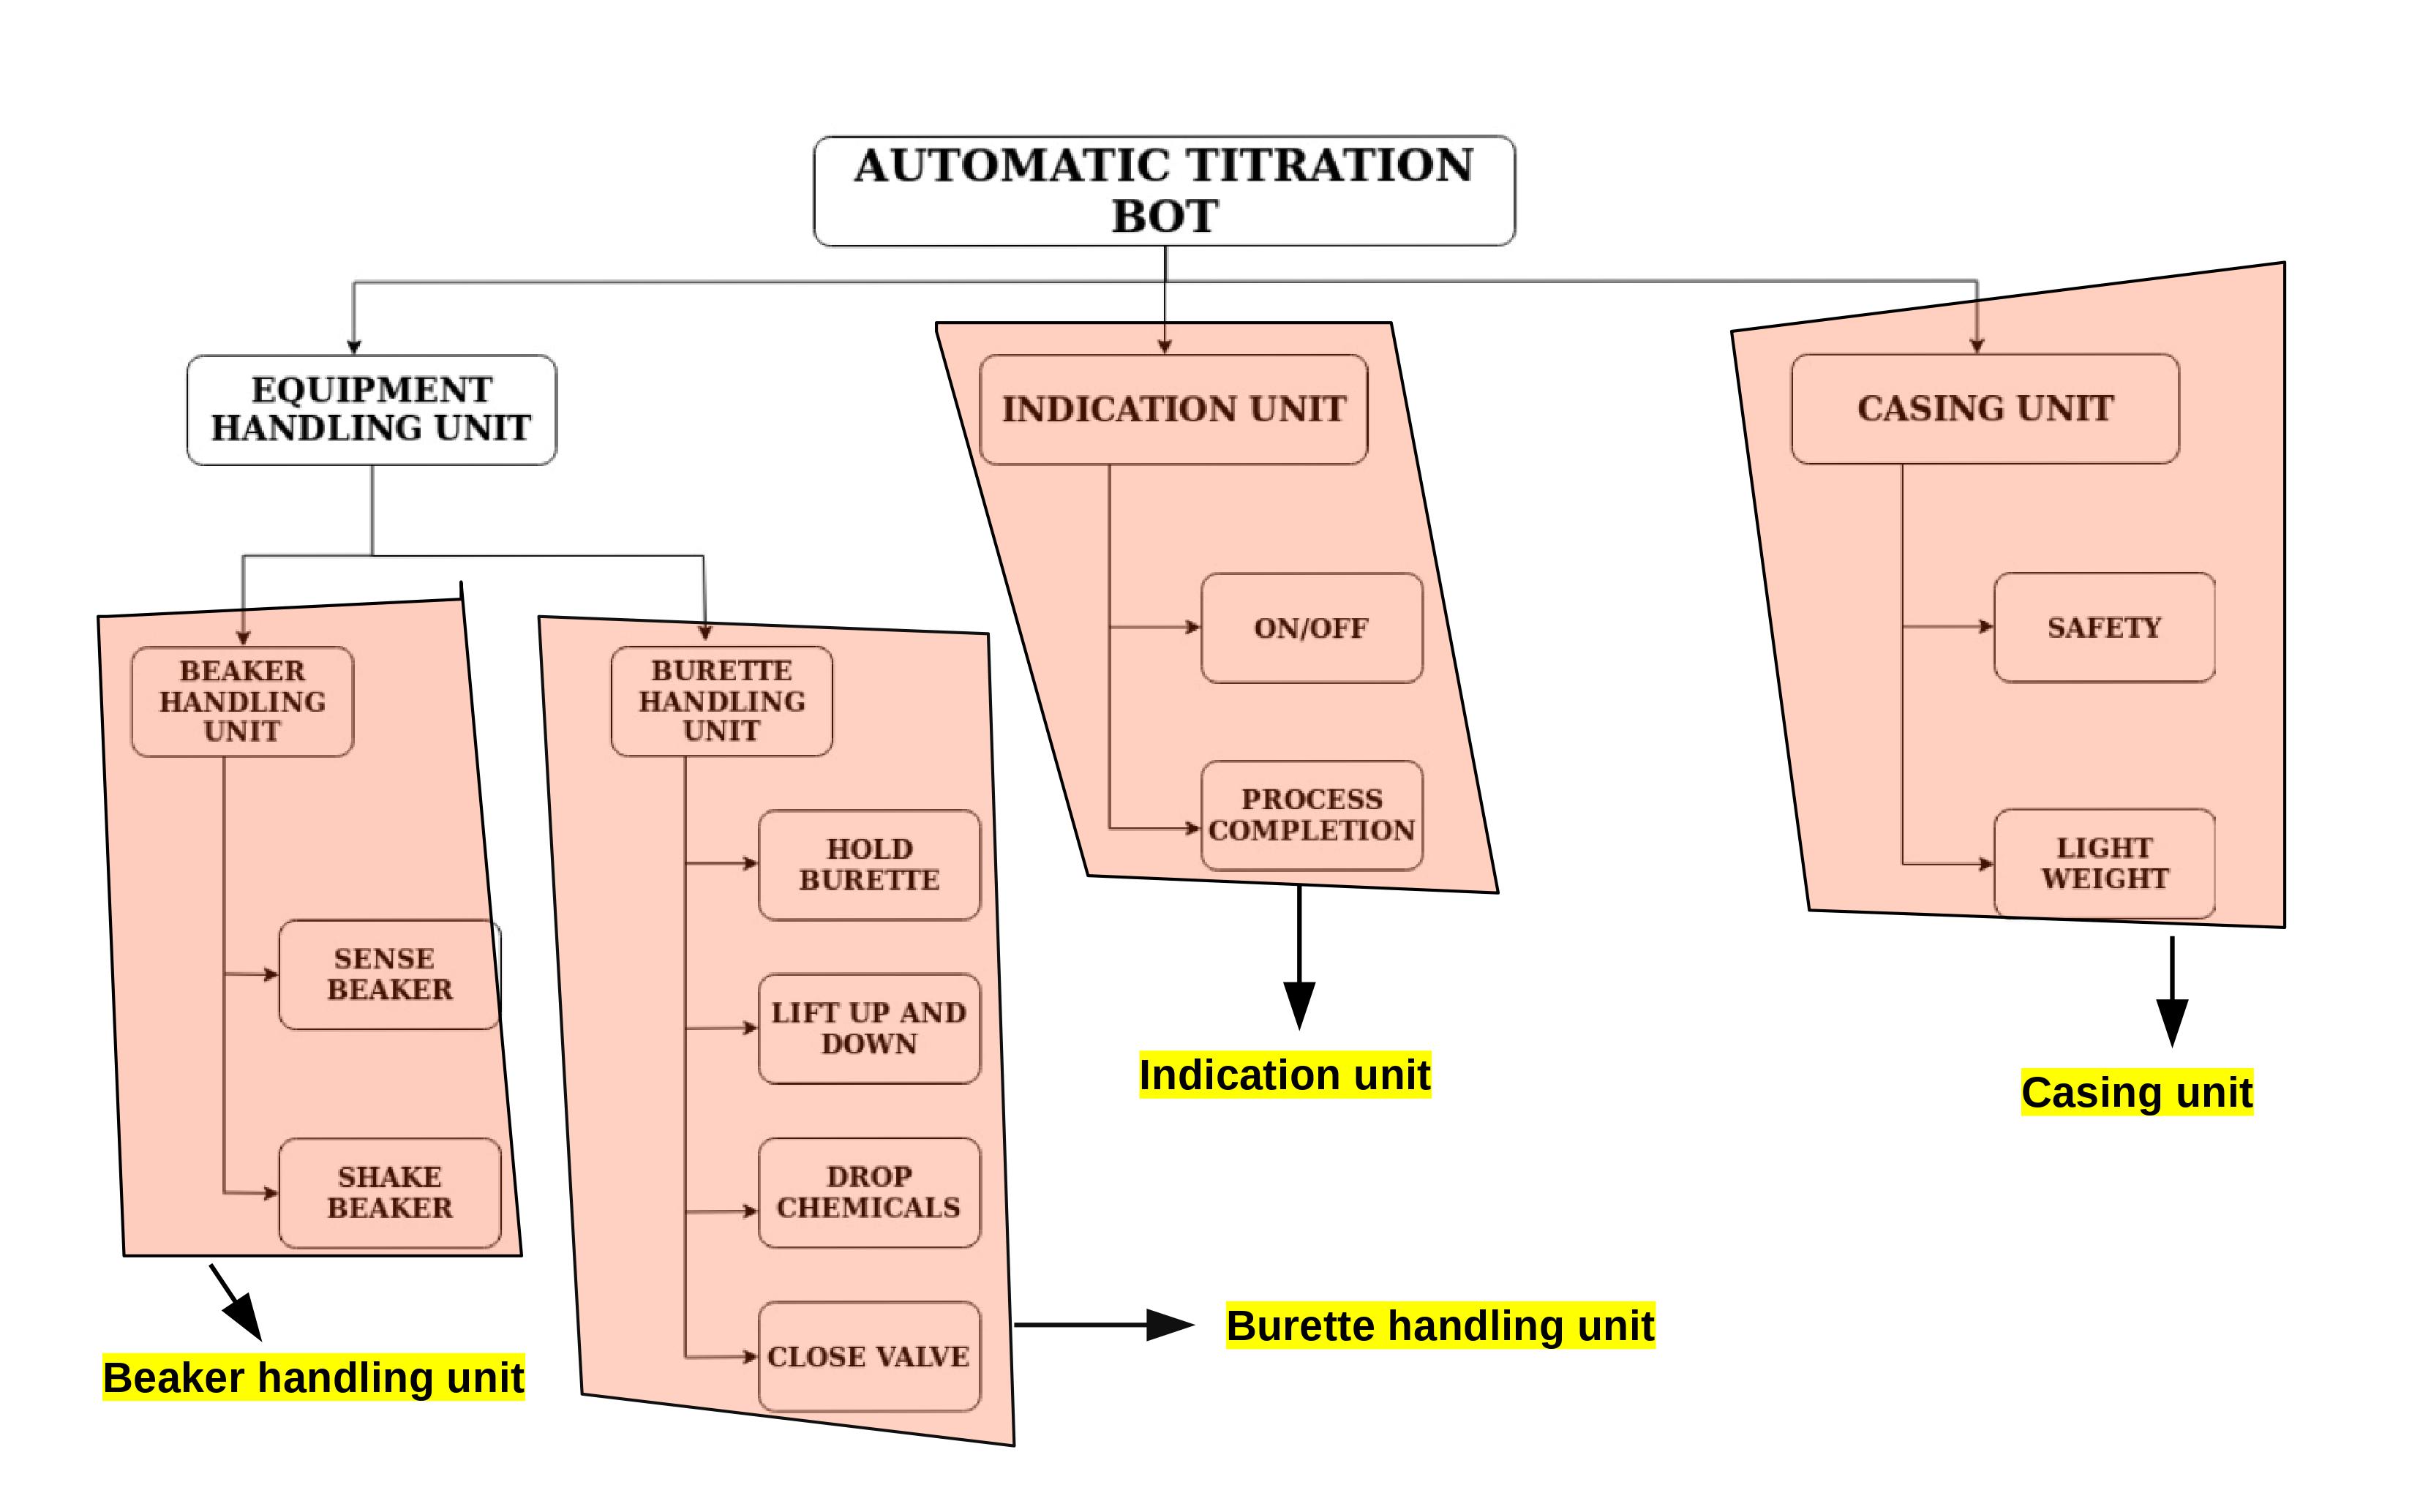 AUTOMATIC TITRATION
BOT
EQUIPMENT
HANDLING UNIT
INDICATION UNIT
CASING UNIT
BEAKER
HANDLING
UNIT
SENSE
BEAKER
SHAKE
BEAKER
BURETTE
HANDLING
UNIT
HOLD
BURETTE
LIFT UP AND
DOWN
DROP
CHEMICALS
CLOSE VALVE
ON/OFF
PROCESS
COMPLETION
SAFETY
LIGHT
WEIGHT
Indication unit
Casing unit
Burette handling unit
Beaker handling unit